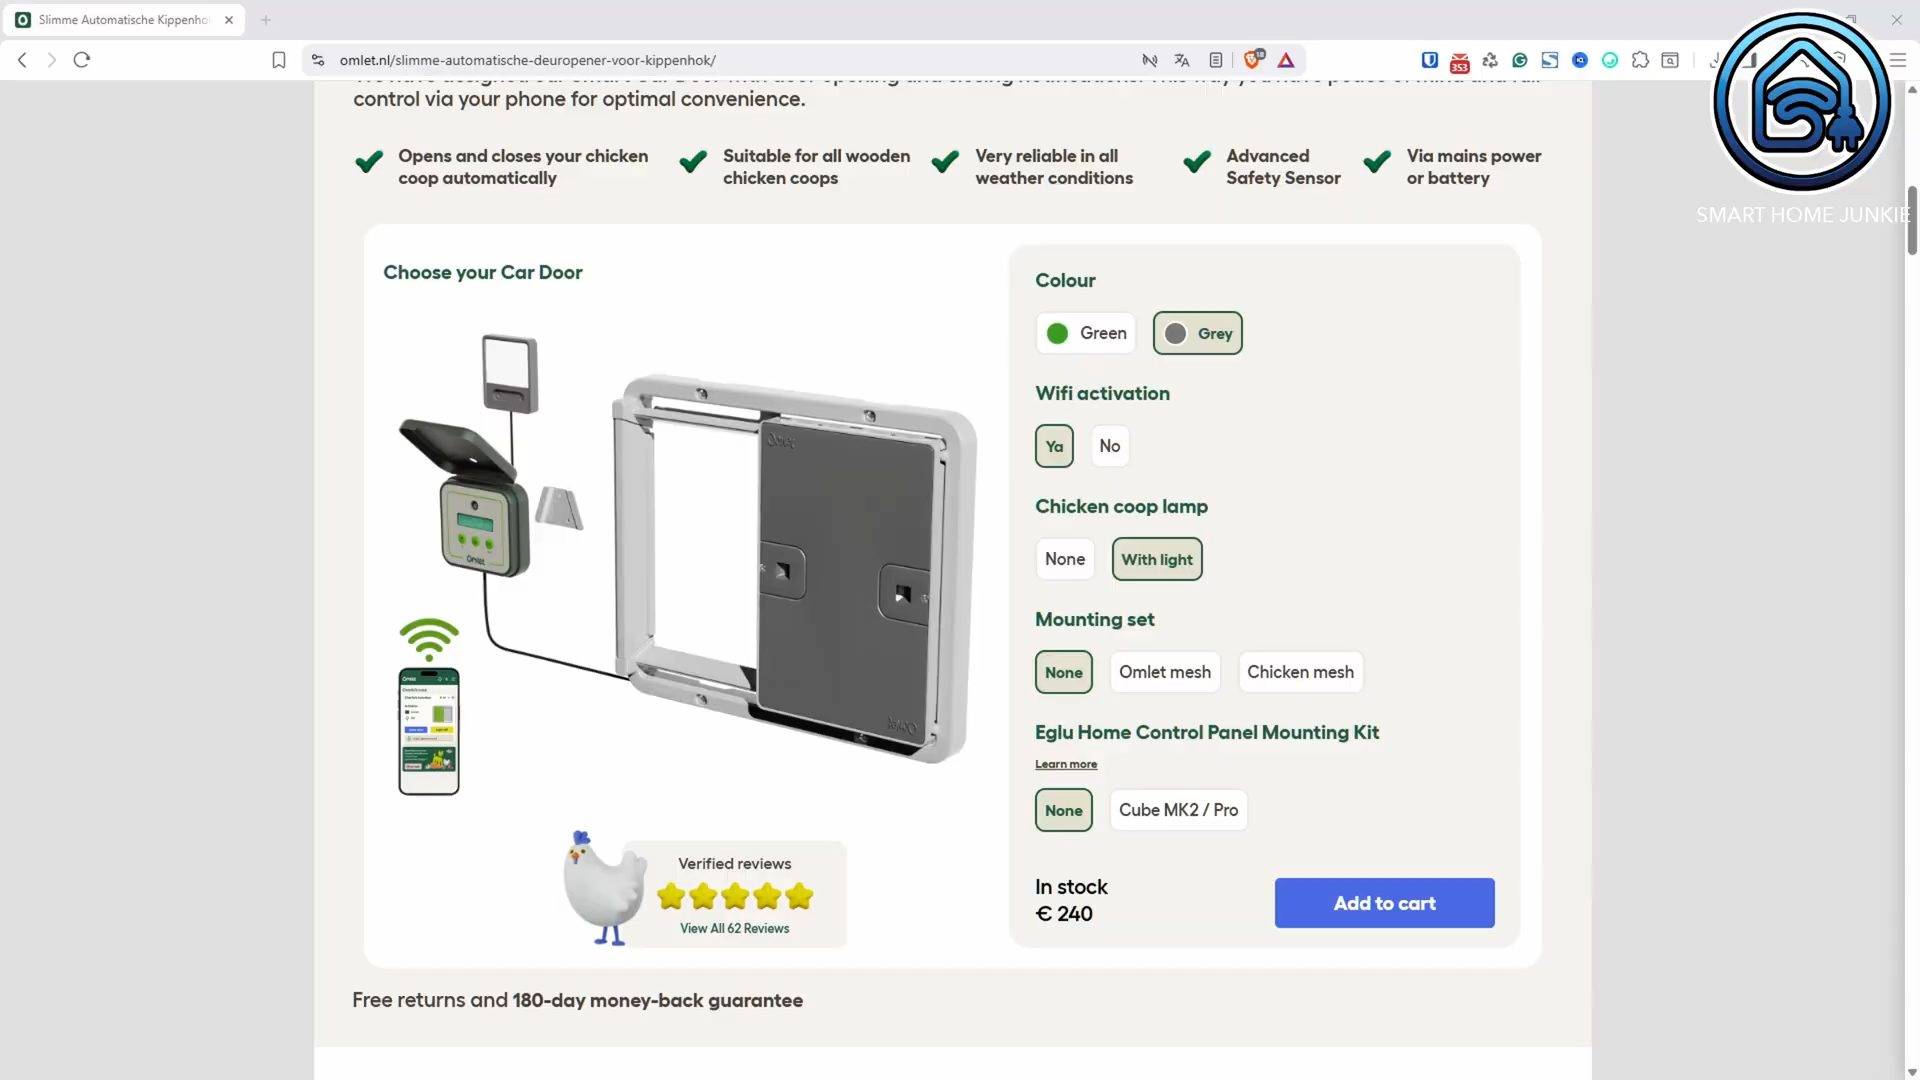 Slimme Automatische Kippenho
omlet.nl/slimme-automatische-deuropener-voor-kippenhok/
18
353
SMART HOME JUNKIE
control via your phone for optimal convenience.
Opens and closes your chicken
coop automatically
Suitable for all wooden
chicken coops
Very reliable in all
weather conditions
Advanced
Safety Sensor
Via mains power
or battery
Choose your Car Door
Omlet
Omlet
Omlet
Verified reviews
View All 62 Reviews
Colour
Green
Grey
Wifi activation
Ya
No
Chicken coop lamp
None
With light
Mounting set
None
Omlet mesh
Chicken mesh
Eglu Home Control Panel Mounting Kit
Learn more
None
Cube MK2 / Pro
In stock
€ 240
Add to cart
Free returns and 180-day money-back guarantee